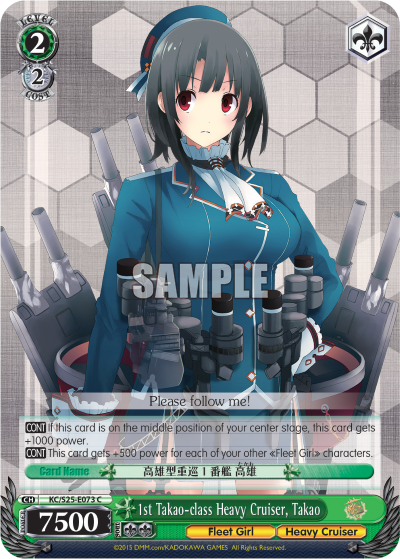 LEVEL
2
2
COST
SAMPLE
Please follow me!
CONT If this card is on the middle position of your center stage, this card gets
+1000 power.
CONT This card gets +500 power for each of your other «Fleet Girl» characters.
Card Name
高雄型重巡1番艦 高雄
CH KC/S25-E073 C
1st Takao-class Heavy Cruiser, Takao
POWER
7500
SOUL
Fleet Girl
Heavy Cruiser
©2015 DMM.com/KADOKAWA GAMES All Rights Reserved.